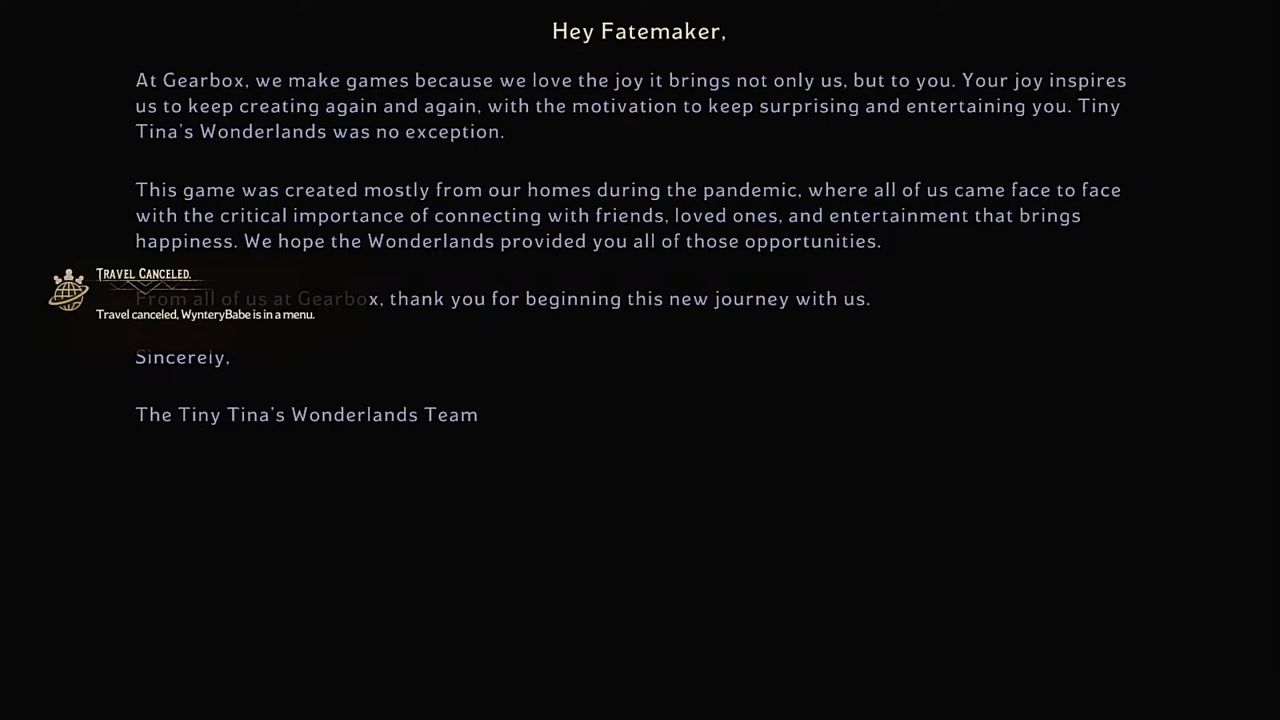 Hey Fatemaker,
At Gearbox, we make games because we love the joy it brings not only us, but to you. Your joy inspires
us to keep creating again and again, with the motivation to keep surprising and entertaining you. Tiny
Tina's Wonderlands was no exception.
This game was created mostly from our homes during the pandemic, where all of us came face to face
with the critical importance of connecting with friends, loved ones, and entertainment that brings
happiness. We hope the Wonderlands provided you all of those opportunities.
TRAVEL CANCELED.
From all of us at Gearbox, thank you for beginning this new journey with us.
Travel canceled, WynteryBabe is in a menu.
Sincerely,
The Tiny Tina's Wonderlands Team